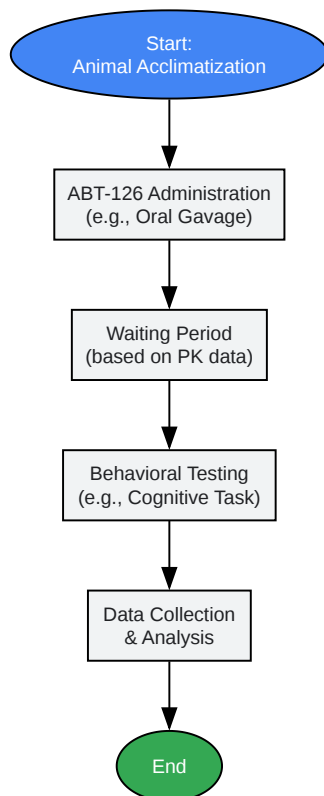 Start:
Animal Acclimatization
ABT-126 Administration
(e.g., Oral Gavage)
Waiting Period
(based on PK data)
Behavioral Testing
(e.g., Cognitive Task)
Data Collection
& Analysis
End